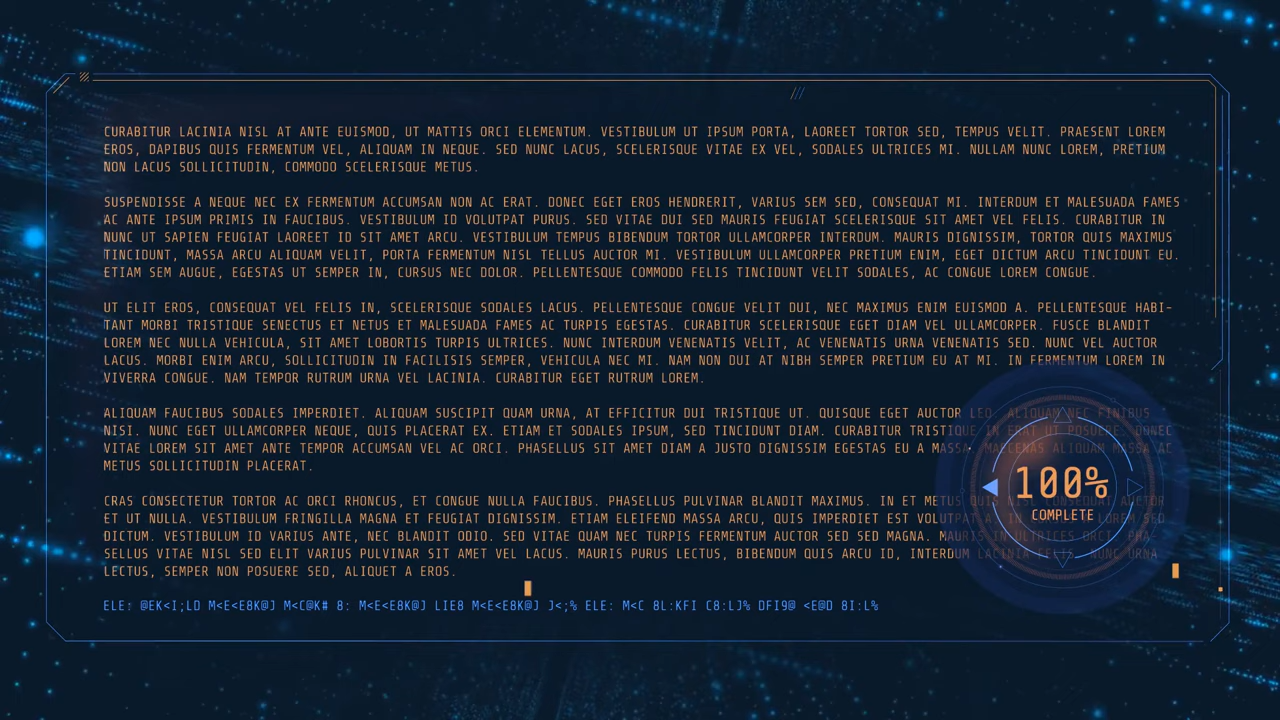 CURABITUR LACINIA NISL AT ANTE EUISMOD, UT MATTIS ORCI ELEMENTUM. VESTIBULUM UT IPSUM PORTA, LAOREET TORTOR SED, TEMPUS VELIT. PRAESENT LOREM
EROS, DAPIBUS QUIS FERMENTUM VEL, ALIQUAM IN NEQUE. SED NUNC LACUS, SCELERISQUE VITAE EX VEL, SODALES ULTRICES MI. NULLAM NUNC LOREM, PRETIUM
NON LACUS SOLLICITUDIN, COMMODO SCELERISQUE METUS.
SUSPENDISSE A NEQUE NEC EX FERMENTUM ACCUMSAN NON AC ERAT. DONEC EGET EROS HENDRERIT, VARIUS SEM SED, CONSEQUAT MI. INTERDUM ET MALESUADA FAMES
AC ANTE IPSUM PRIMIS IN FAUCIBUS. VESTIBULUM ID VOLUTPAT PURUS. SED VITAE DUI SED MAURIS FEUGIAT SCELERISQUE SIT AMET VEL FELIS. CURABITUR IN
NUNC UT SAPIEN FEUGIAT LAOREET ID SIT AMET ARCU. VESTIBULUM TEMPUS BIBENDUM TORTOR ULLAMCORPER INTERDUM. MAURIS DIGNISSIM, TORTOR QUIS MAXIMUS
TINCIDUNT, MASSA ARCU ALIQUAM VELIT, PORTA FERMENTUM NISL TELLUS AUCTOR MI. VESTIBULUM ULLAMCORPER PRETIUM ENIM, EGET DICTUM ARCU TINCIDUNT EU.
ETIAM SEM AUGUE, EGESTAS UT SEMPER IN, CURSUS NEC DOLOR. PELLENTESQUE COMMODO FELIS TINCIDUNT VELIT SODALES, AC CONGUE LOREM CONGUE.
UT ELIT EROS, CONSEQUAT VEL FELIS IN, SCELERISQUE SODALES LACUS. PELLENTESQUE CONGUE VELIT DUI, NEC MAXIMUS ENIM EUISMOD A. PELLENTESQUE HABI-
TANT MORBI TRISTIQUE SENECTUS ET NETUS ET MALESUADA FAMES AC TURPIS EGESTAS. CURABITUR SCELERISQUE EGET DIAM VEL ULLAMCORPER. FUSCE BLANDIT
LOREM NEC NULLA VEHICULA, SIT AMET LOBORTIS TURPIS ULTRICES. NUNC INTERDUM VENENATIS VELIT, AC VENENATIS URNA VENENATIS SED. NUNC VEL AUCTOR
LACUS. MORBI ENIM ARCU, SOLLICITUDIN IN FACILISIS SEMPER, VEHICULA NEC MI. NAM NON DUI AT NIBH SEMPER PRETIUM EU AT MI. IN FERMENTUM LOREM IN
VIVERRA CONGUE. NAM TEMPOR RUTRUM URNA VEL LACINIA. CURABITUR EGET RUTRUM LOREM.
ALIQUAM FAUCIBUS SODALES IMPERDIET. ALIQUAM SUSCIPIT QUAM URNA, AT EFFICITUR DUI TRISTIQUE UT. QUISQUE EGET AUCTOR LEO. ALIQUAM NEC FINIBUS
NISI. NUNC EGET ULLAMCORPER NEQUE, QUIS PLACERAT EX. ETIAM ET SODALES IPSUM, SED TINCIDUNT DIAM. CURABITUR TRISTIQUE IN ERAT UT POSUERE. DONEC
VITAE LOREM SIT AMET ANTE TEMPOR ACCUMSAN VEL AC ORCI. PHASELLUS SIT AMET DIAM A JUSTO DIGNISSIM EGESTAS EU A MASSA. MAECENAS ALIQUAM MASSA AC
METUS SOLLICITUDIN PLACERAT.
CRAS CONSECTETUR TORTOR AC ORCI RHONCUS, ET CONGUE NULLA FAUCIBUS. PHASELLUS PULVINAR BLANDIT MAXIMUS. IN ET METUS QUIS AUCTOR
ET UT NULLA. VESTIBULUM FRINGILLA MAGNA ET FEUGIAT DIGNISSIM. ETIAM ELEIFEND MASSA ARCU, QUIS IMPERDIET EST VOLUTPAT SED
DICTUM. VESTIBULUM ID VARIUS ANTE, NEC BLANDIT ODIO. SED VITAE QUAM NEC TURPIS FERMENTUM AUCTOR SED SED MAGNA. MAURIS IN ULTRICES ORCI
SELLUS VITAE NISL SED ELIT VARIUS PULVINAR SIT AMET VEL LACUS. MAURIS PURUS LECTUS, BIBENDUM QUIS ARCU ID, INTERDUM LACINIA NUNC URNA
LECTUS, SEMPER NON POSUERE SED, ALIQUET A EROS.
ELE: @EK<I;LD M<E<E8K@J M<C@K# 8: M<E<E8K@J LIE8 M<E<E8K@J J<;% ELE: M<C 8L:KFI C8:LJ% DFI9@ <E@D 8I:L%
100%
COMPLETE